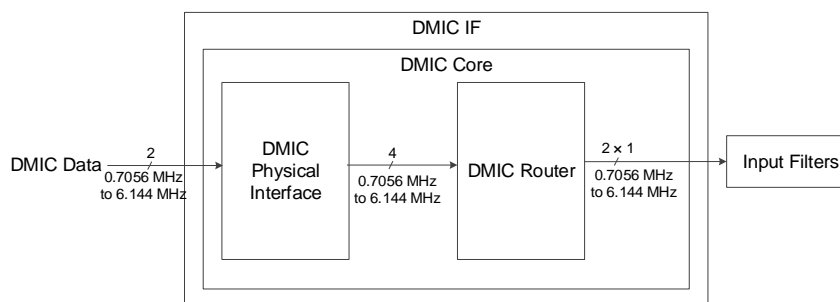 DMIC IF
DMIC Core
DMIC Data
2
0.7056 MHz
to 6.144 MHz
DMIC
Physical
Interface
4
0.7056 MHz
to 6.144 MHz
DMIC Router
2 × 1
0.7056 MHz
to 6.144 MHz
Input Filters